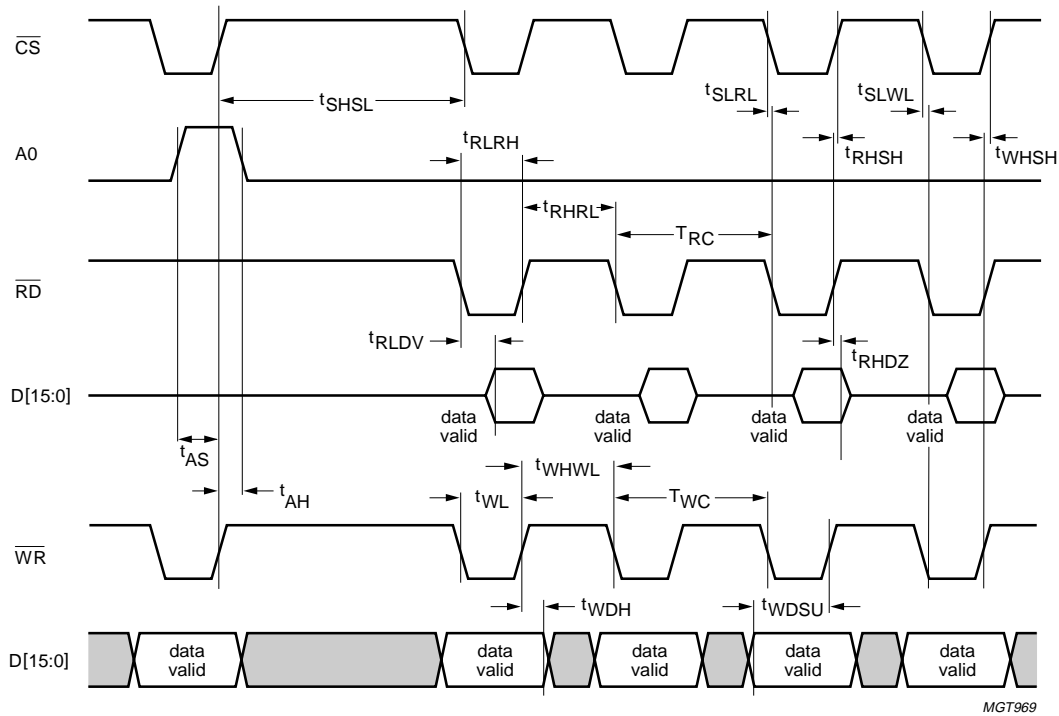 CS
tSHSL
tSLRL
tSLWL
A0
tRLRH
tRHSH
tWHSH
tRHRL
TRC
RD
tRLDV
tRHDZ
D[15:0]
data valid
data valid
data valid
data valid
tAS
tWHWL
tAH
tWL
TWC
WR
tWDH
tWDSU
D[15:0]
data valid
data valid
data valid
data valid
data valid
MGT969